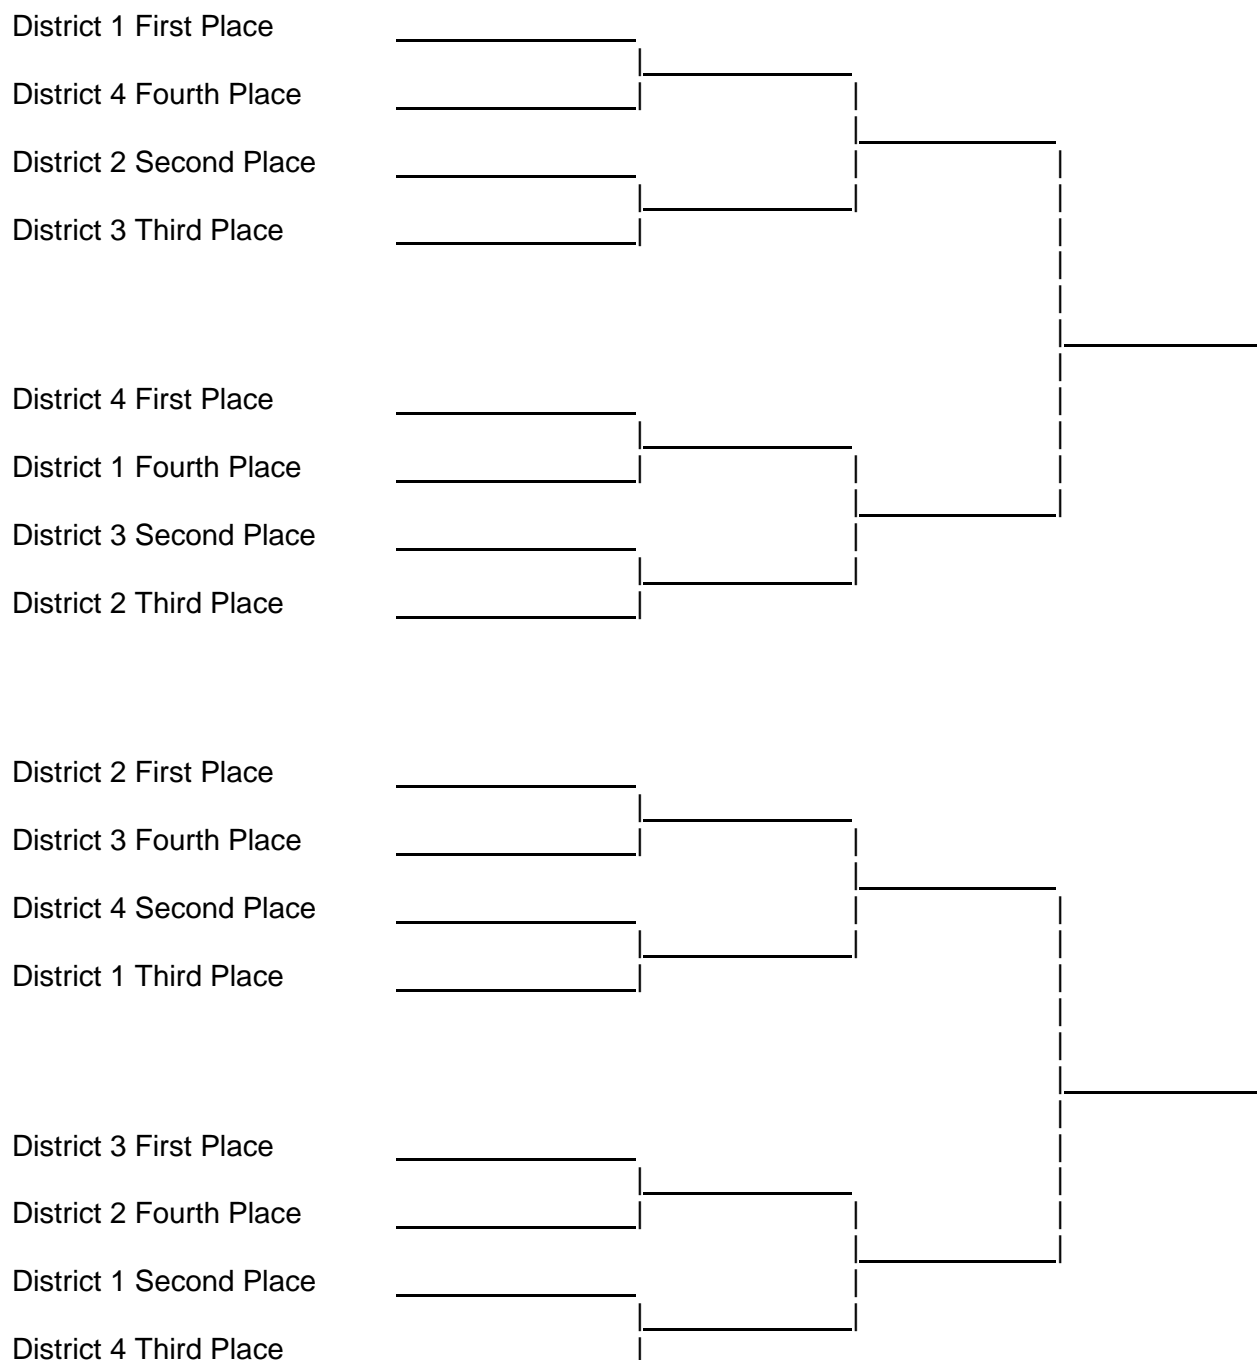 District 1 First Place
District 4 Fourth Place
District 2 Second Place
District 3 Third Place
District 4 First Place
District 1 Fourth Place
District 3 Second Place
District 2 Third Place
District 2 First Place
District 3 Fourth Place
District 4 Second Place
District 1 Third Place
District 3 First Place
District 2 Fourth Place
District 1 Second Place
District 4 Third Place